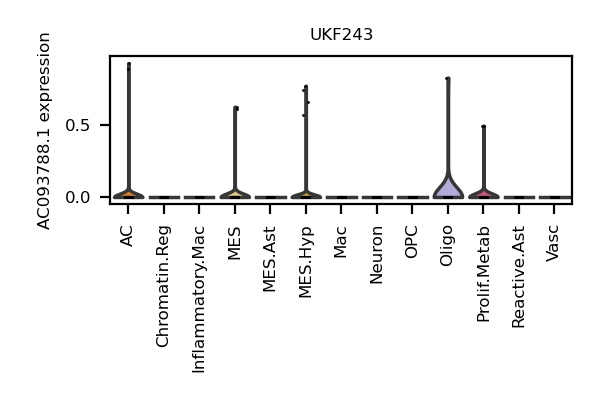 UKF243
AC093788.1 expression
0.5
0.0
AC
Chromatin.Reg
Inflammatory.Mac
MES
MES.Ast
MES.Hyp
Mac
Neuron
OPC
Oligo
Prolif.Metab
Reactive.Ast
Vasc